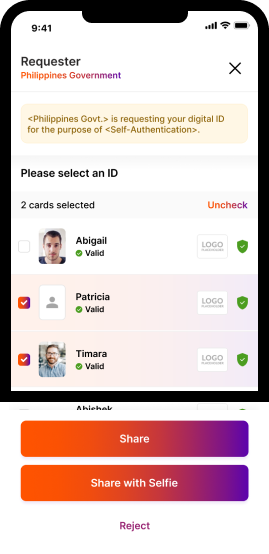 9:41
Requester
Philippines Government
<Philippines Govt.> is requesting your digital ID
for the purpose of <Self-Authentication>.
Please select an ID
2 cards selected
Uncheck
Abigail
LOGO
Valid
Patricia
LOGO
Valid
Timara
LOGO
Valid
Abishek
Share
Share with Selfie
Reject